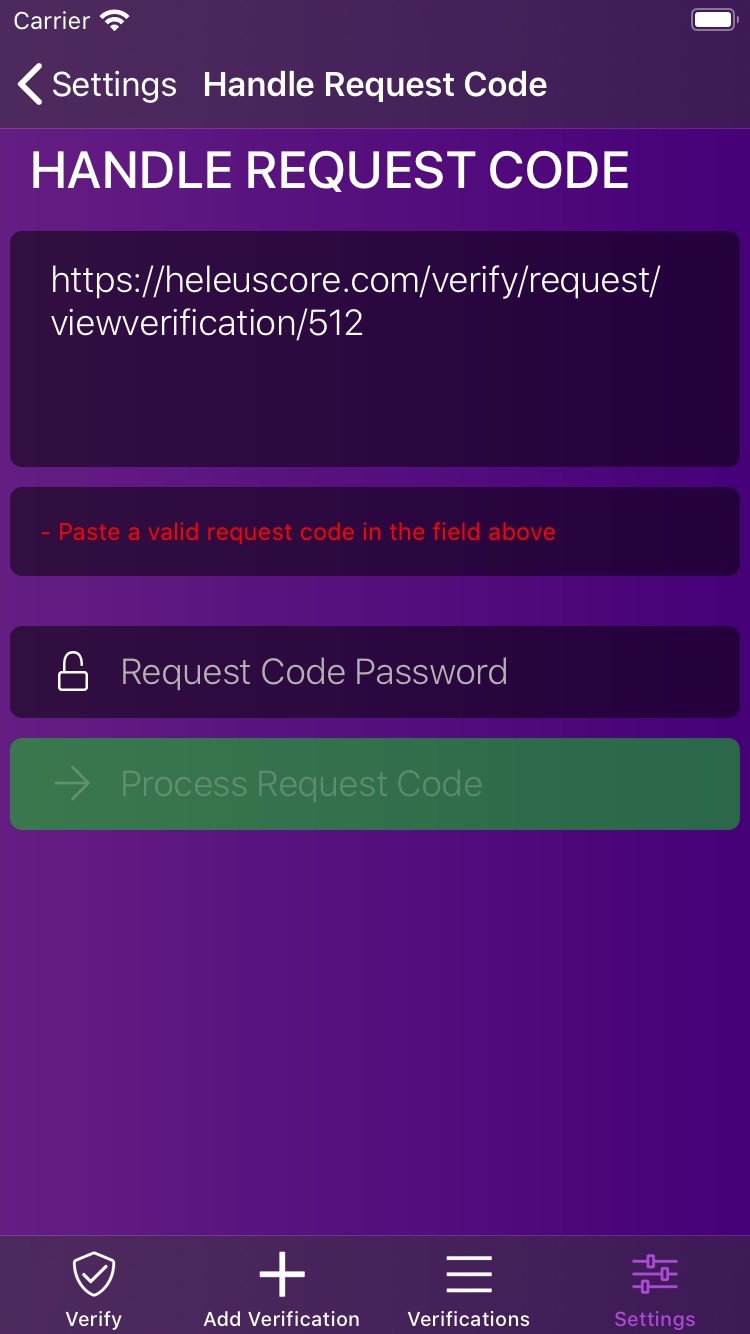 Carrier
Settings Handle Request Code
HANDLE REQUEST CODE
https://heleuscore.com/verify/request/
viewverification/512
- Paste a valid request code in the field above
Request Code Password
Process Request Code
Verify Add Verification Verifications Settings